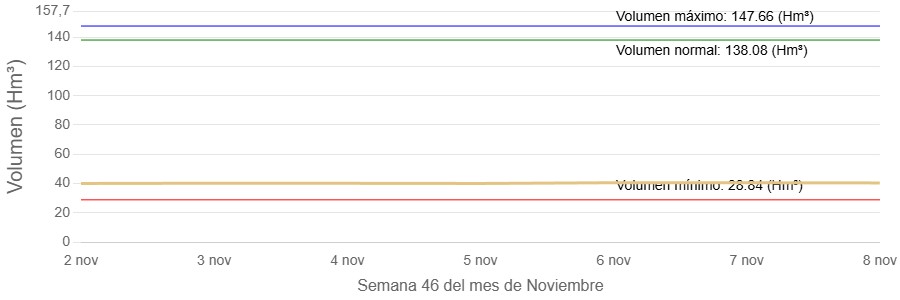 157,7
Volumen máximo: 147.66 (Hm³)
140
Volumen normal: 138.08 (Hm³)
120
100
80
60
40
Volumen mínimo: 28.84 (Hm³)
20
0
Volumen (Hm³)
2 nov
3 nov
4 nov
5 nov
6 nov
7 nov
8 nov
Semana 46 del mes de Noviembre